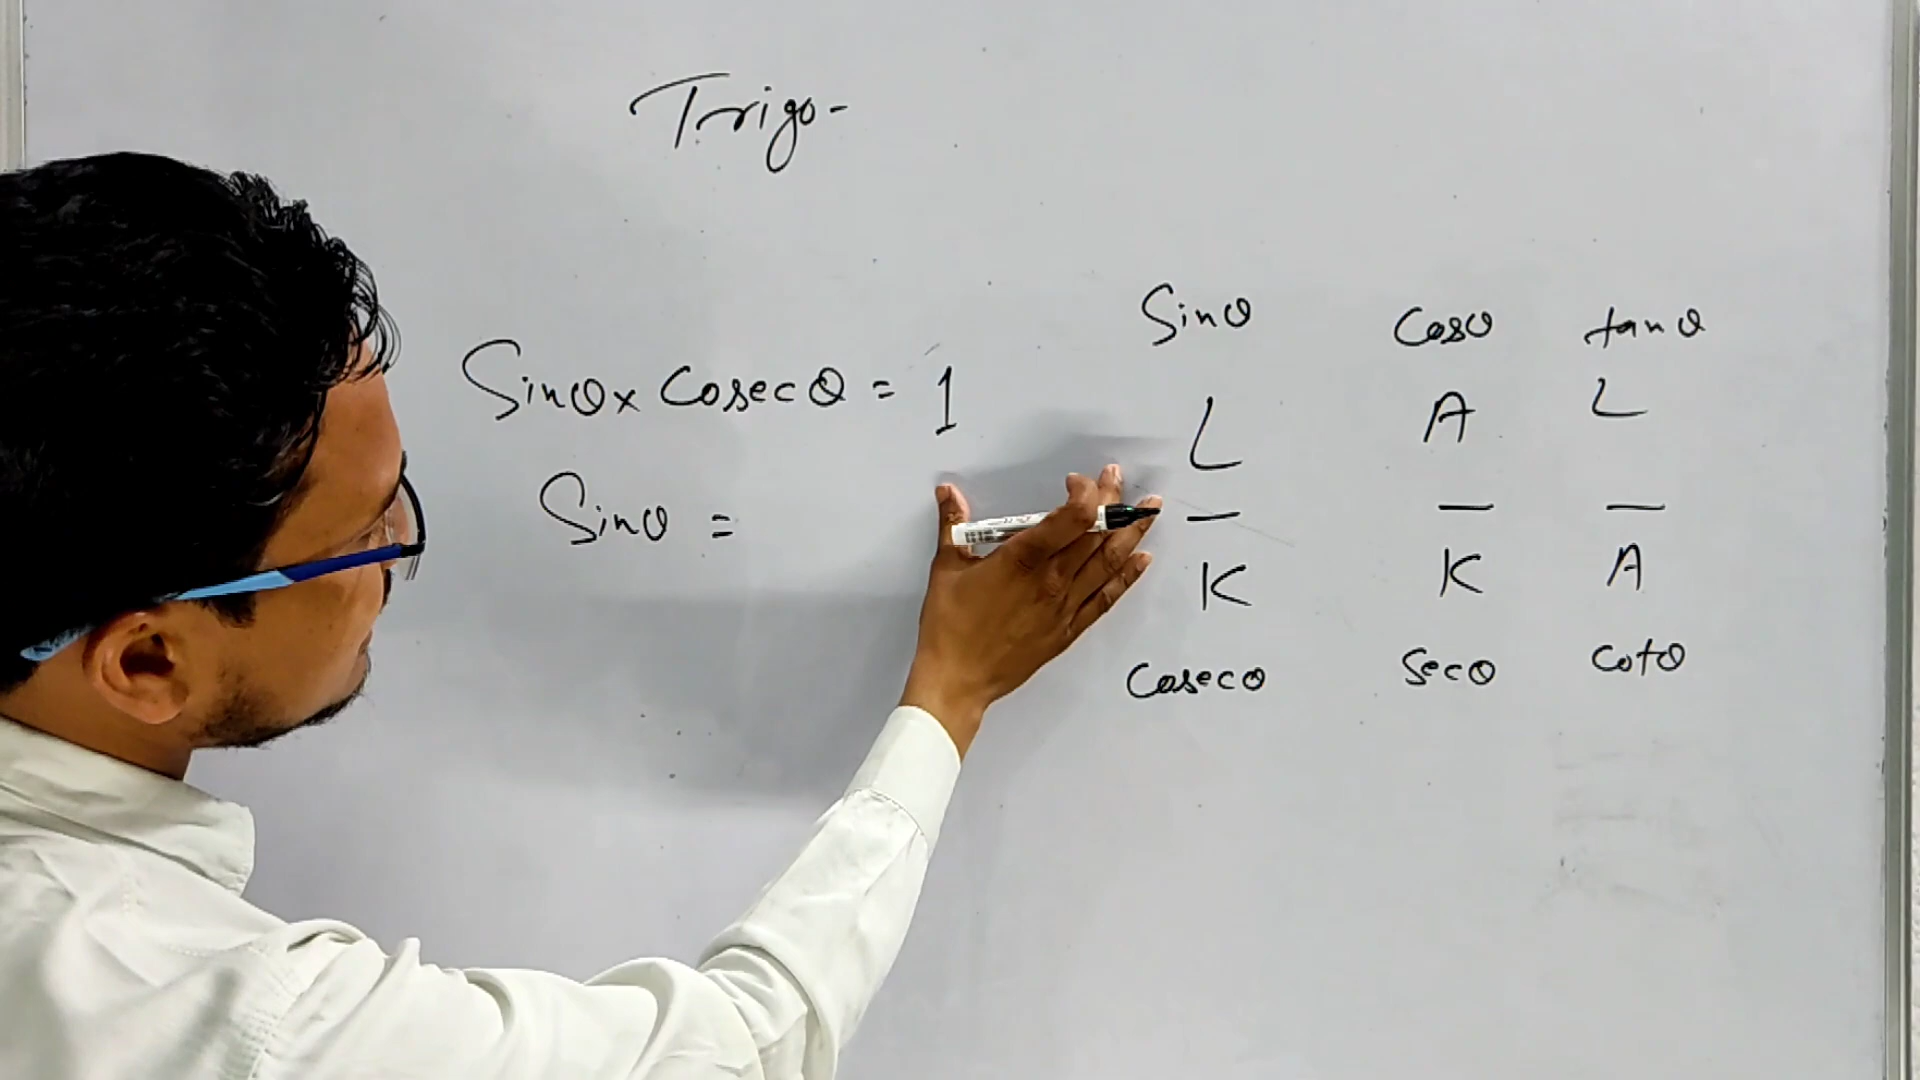 Trigo-
Sinθ Cosθ tanθ
Sinθ x Cosecθ = 1
L A L
Sinθ =
— — —
K K A
Cosecθ Secθ Cotθ